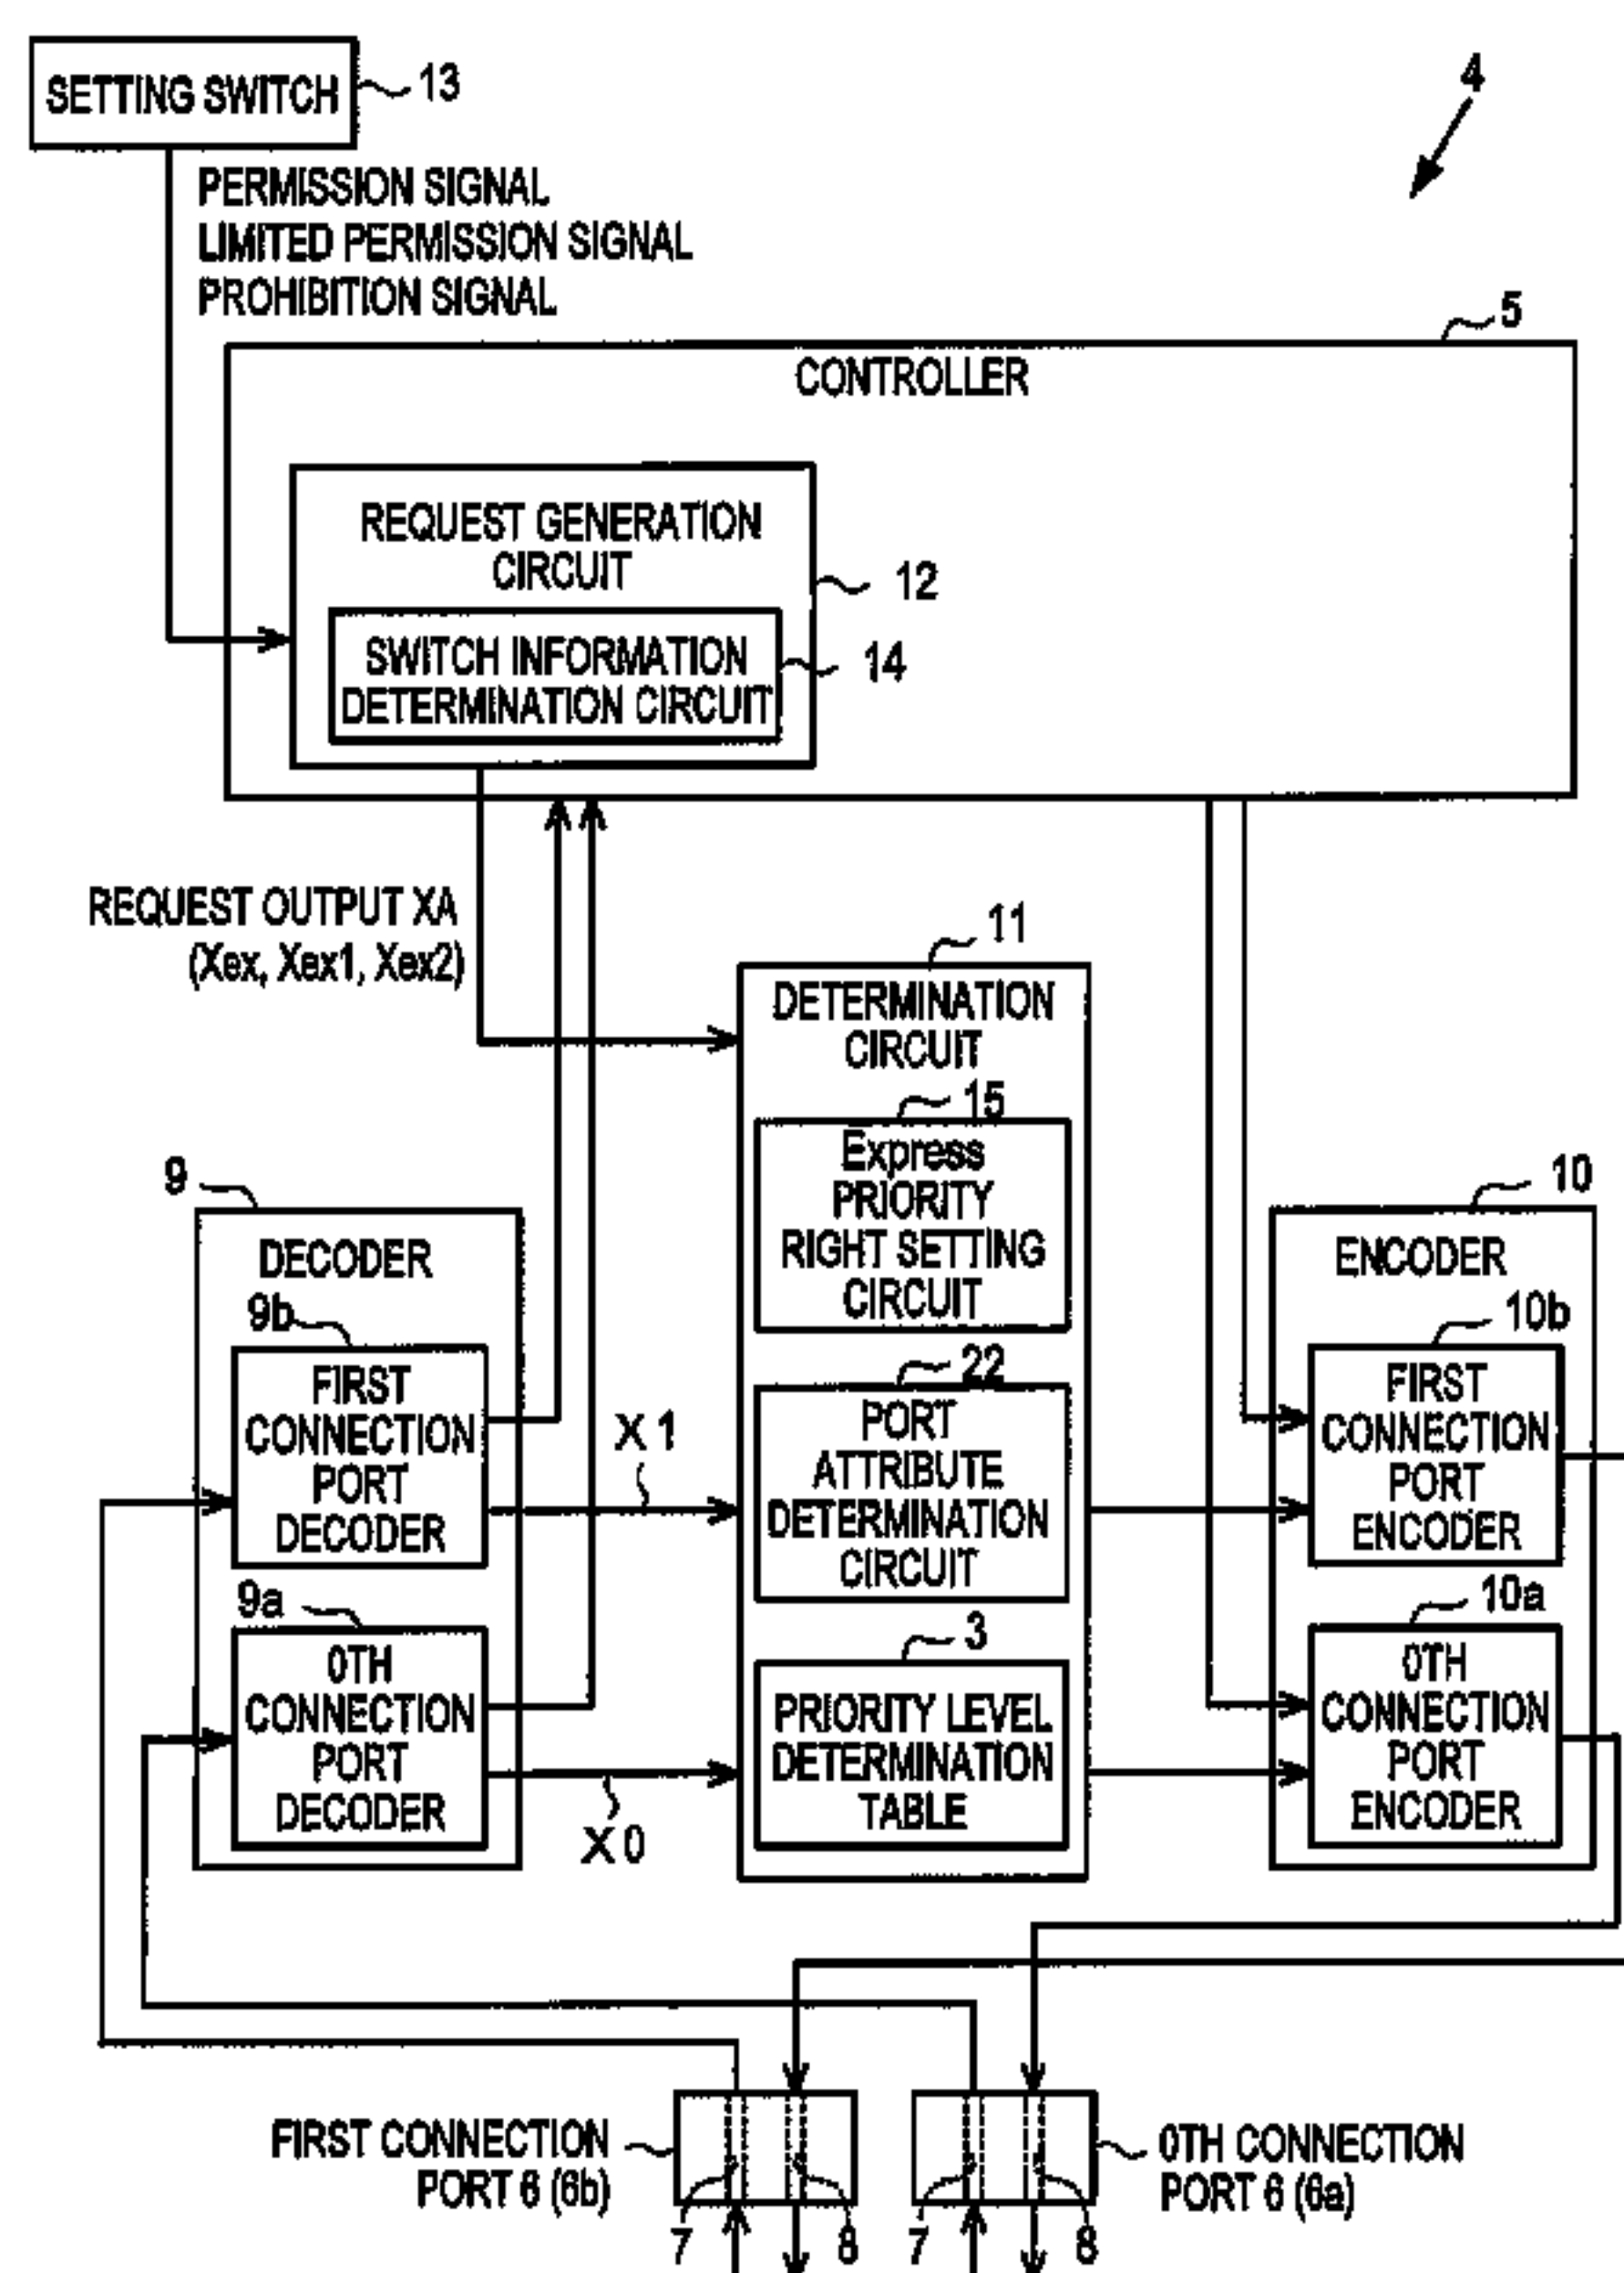 SETTING SWITCH
13
4
PERMISSION SIGNAL
LIMITED PERMISSION SIGNAL
PROHIBITION SIGNAL
5
CONTROLLER
REQUEST GENERATION
CIRCUIT
12
SWITCH INFORMATION
DETERMINATION CIRCUIT
14
REQUEST OUTPUT XA
(Xex, Xex1, Xex2)
11
DETERMINATION
CIRCUIT
15
Express
PRIORITY
RIGHT SETTING
CIRCUIT
9
DECODER
10
ENCODER
9b
FIRST
CONNECTION
PORT
DECODER
X1
22
PORT
ATTRIBUTE
DETERMINATION
CIRCUIT
10b
FIRST
CONNECTION
PORT
ENCODER
9a
0TH
CONNECTION
PORT
DECODER
X0
3
PRIORITY LEVEL
DETERMINATION
TABLE
10a
0TH
CONNECTION
PORT
ENCODER
FIRST CONNECTION
PORT 6 (6b)
0TH CONNECTION
PORT 6 (6a)
7 8 7 8